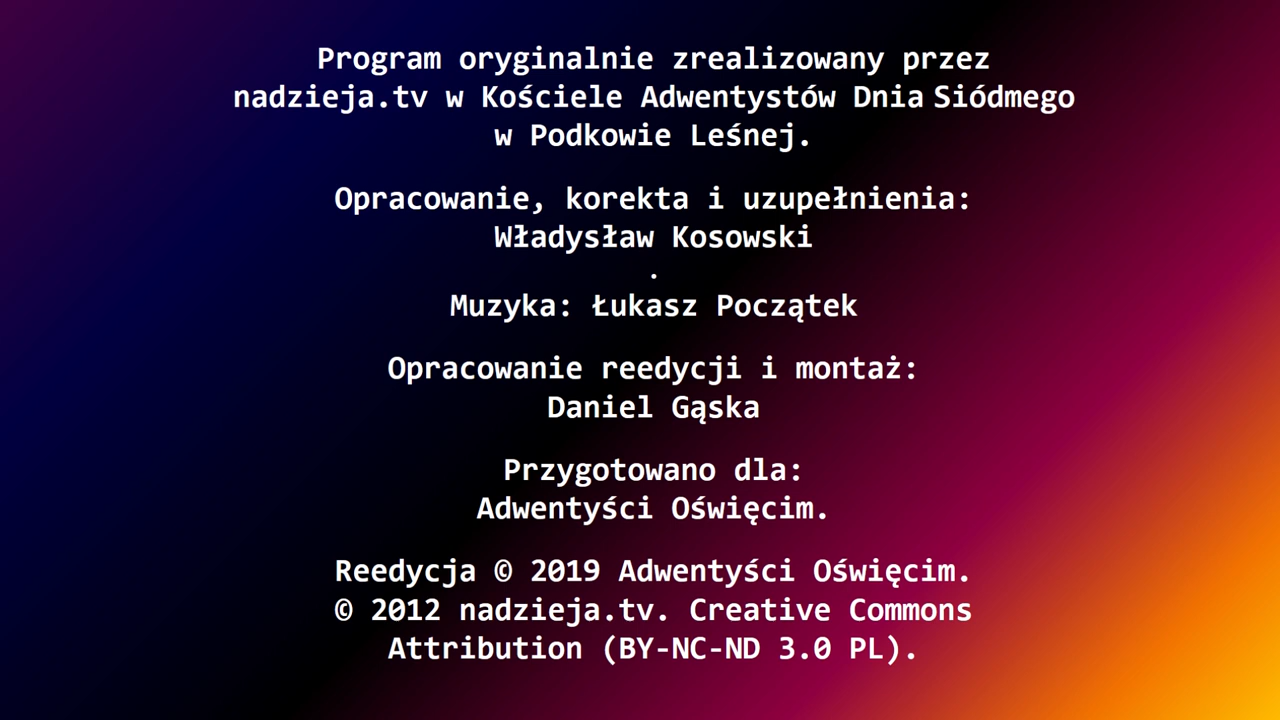 Program oryginalnie zrealizowany przez
nadzieja.tv w Kościele Adwentystów Dnia Siódmego
w Podkowie Leśnej.
Opracowanie, korekta i uzupełnienia:
Władysław Kosowski
.
Muzyka: Łukasz Początek
Opracowanie reedycji i montaż:
Daniel Gąska
Przygotowano dla:
Adwentyści Oświęcim.
Reedycja © 2019 Adwentyści Oświęcim.
© 2012 nadzieja.tv. Creative Commons
Attribution (BY-NC-ND 3.0 PL).